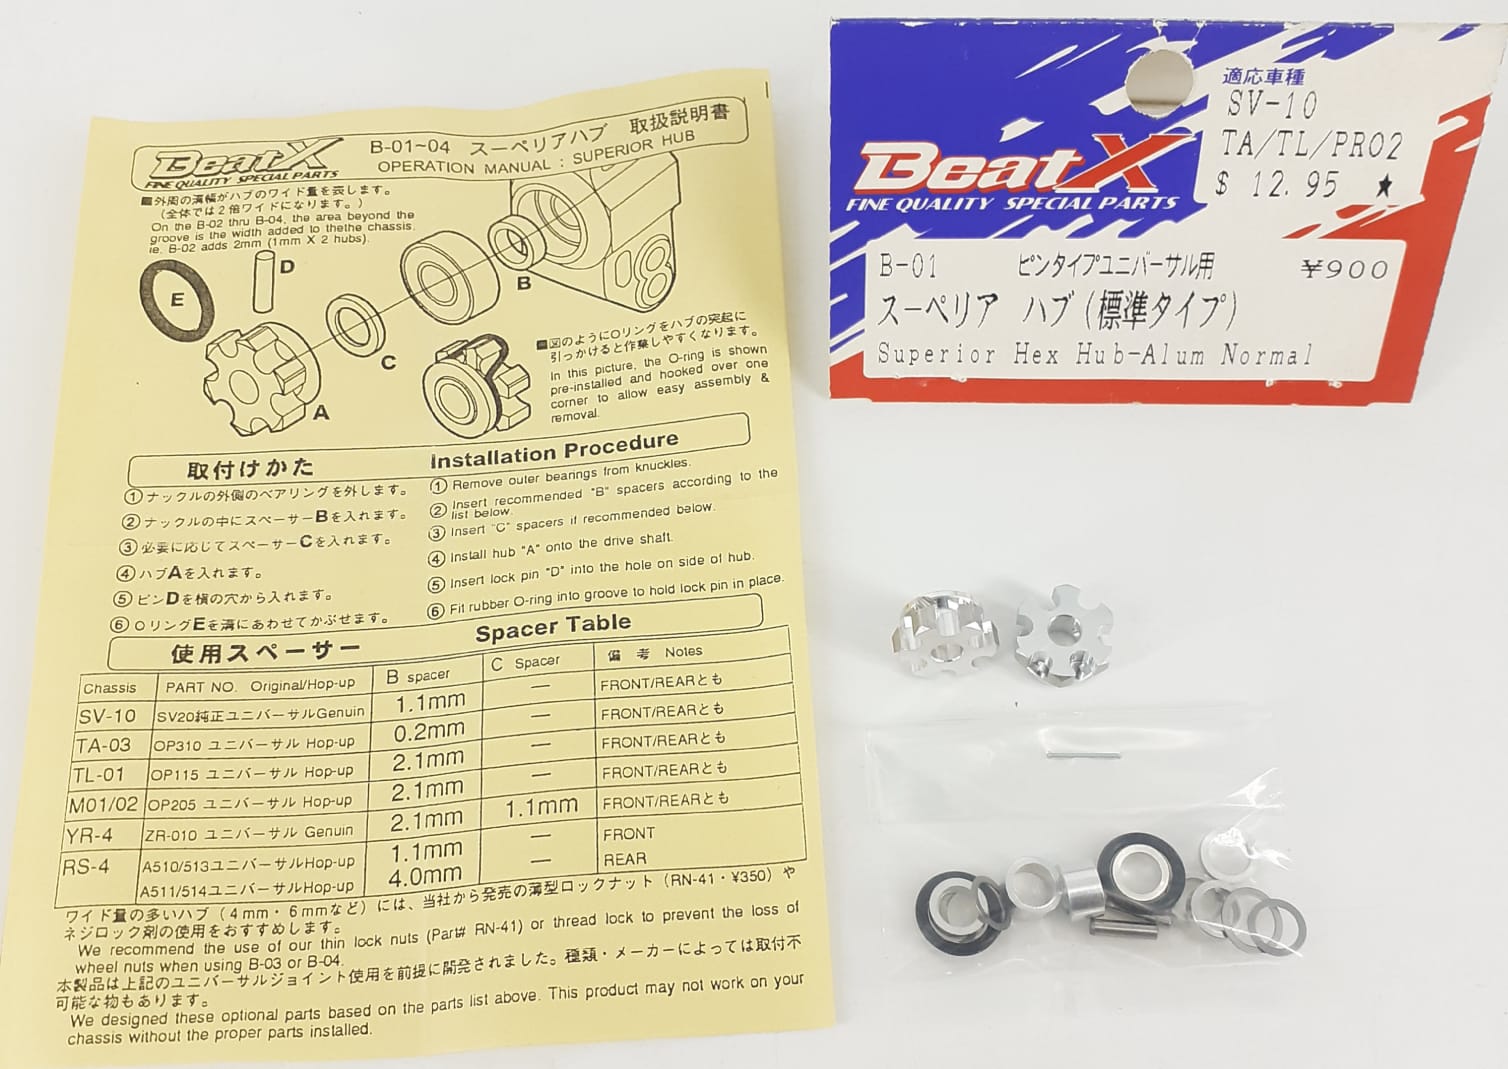 BeatX
FINE QUALITY SPECIAL PARTS
B-01~04 スーペリアハブ 取扱説明書
OPERATION MANUAL : SUPERIOR HUB
■外周の溝幅がハブのワイド量を表します。
(全体では2倍ワイドになります。)
On the B-02 thru B-04, the area beyond the
groove is the width added to thethe chassis.
ie. B-02 adds 2mm (1mm X 2 hubs).
E
D
B
C
A
■図のようにOリングをハブの突起に
引っかけると作業しやすくなります。
In this picture, the O-ring is shown
pre-installed and hooked over one
corner to allow easy assembly &
removal.
取付けかた
Installation Procedure
①ナックルの外側のベアリングを外します。
②ナックルの中にスペーサーBを入れます。
③必要に応じてスペーサーCを入れます。
④ハブAを入れます。
⑤ピンDを横の穴から入れます。
⑥OリングEを溝にあわせてかぶせます。
① Remove outer bearings from knuckles.
② Insert recommended "B" spacers according to the
list below.
③ Insert "C" spacers if recommended below.
④ Install hub "A" onto the drive shaft.
⑤ Insert lock pin "D" into the hole on side of hub.
⑥ Fit rubber O-ring into groove to hold lock pin in place.
使用スペーサー
Spacer Table
Chassis PART NO. Original/Hop-up B spacer C Spacer 備考 Notes
SV-10 SV20純正ユニバーサルGenuin 1.1mm — FRONT/REARとも
TA-03 OP310 ユニバーサル Hop-up 0.2mm — FRONT/REARとも
TL-01 OP115 ユニバーサル Hop-up 2.1mm — FRONT/REARとも
M01/02 OP205 ユニバーサル Hop-up 2.1mm — FRONT/REARとも
YR-4 ZR-010 ユニバーサル Genuin 2.1mm 1.1mm FRONT/REARとも
RS-4 A510/513ユニバーサルHop-up 1.1mm — FRONT
A511/514ユニバーサルHop-up 4.0mm — REAR
ワイド量の多いハブ(4mm・6mmなど)には、当社から発売の薄型ロックナット(RN-41・¥350)や
ネジロック剤の使用をおすすめします。
We recommend the use of our thin lock nuts (Part# RN-41) or thread lock to prevent the loss of
wheel nuts when using B-03 or B-04.
本製品は上記のユニバーサルジョイント使用を前提に開発されました。種類・メーカーによっては取付不
可能な物もあります。
We designed these optional parts based on the parts list above. This product may not work on your
chassis without the proper parts installed.
適応車種
SV-10
TA/TL/PRO2
$ 12.95 ★
BeatX
FINE QUALITY SPECIAL PARTS
B-01 ピンタイプユニバーサル用 ¥900
スーペリア ハブ(標準タイプ)
Superior Hex Hub-Alum Normal